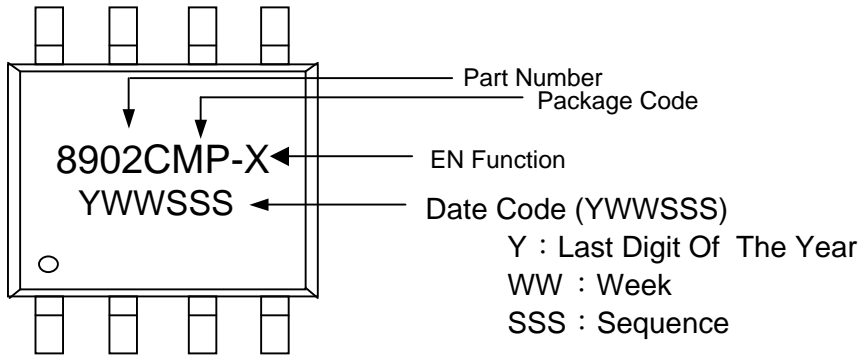 Part Number
Package Code
8902CMP-X
EN Function
YWWSSS
Date Code (YWWSSS)
Y：Last Digit Of The Year
WW：Week
SSS：Sequence